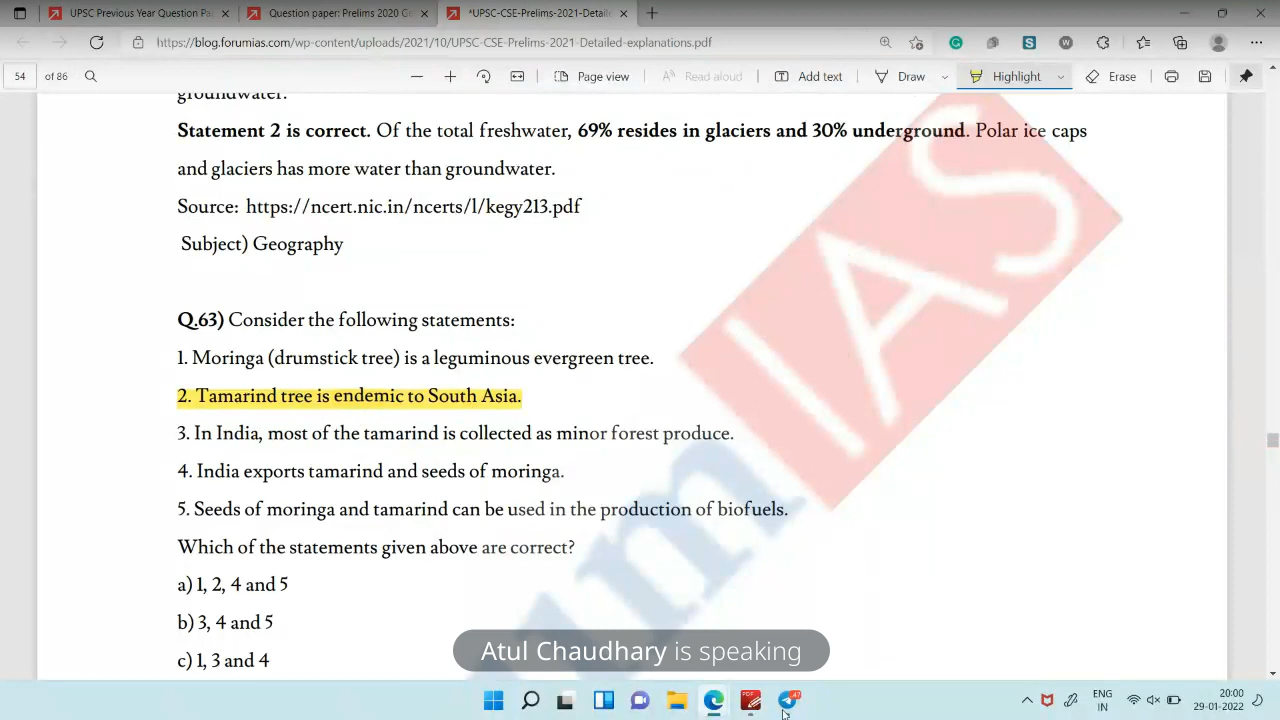 UPSC Previous Year Question Pa
Question paper: Prelims 2020 G
*UPSC-CSE-Prelims-2021-Detaile
https://blog.forumias.com/wp-content/uploads/2021/10/UPSC-CSE-Prelims-2021-Detailed-explanations.pdf
54 of 86
Page view
Read aloud
Add text
Draw
Highlight
Erase
groundwater.
Statement 2 is correct. Of the total freshwater, 69% resides in glaciers and 30% underground. Polar ice caps
and glaciers has more water than groundwater.
Source: https://ncert.nic.in/ncerts/l/kegy213.pdf
Subject) Geography
Q.63) Consider the following statements:
1. Moringa (drumstick tree) is a leguminous evergreen tree.
2. Tamarind tree is endemic to South Asia.
3. In India, most of the tamarind is collected as minor forest produce.
4. India exports tamarind and seeds of moringa.
5. Seeds of moringa and tamarind can be used in the production of biofuels.
Which of the statements given above are correct?
a) 1, 2, 4 and 5
b) 3, 4 and 5
c) 1, 3 and 4
um IAS
Atul Chaudhary is speaking
ENG
IN
20:00
29-01-2022